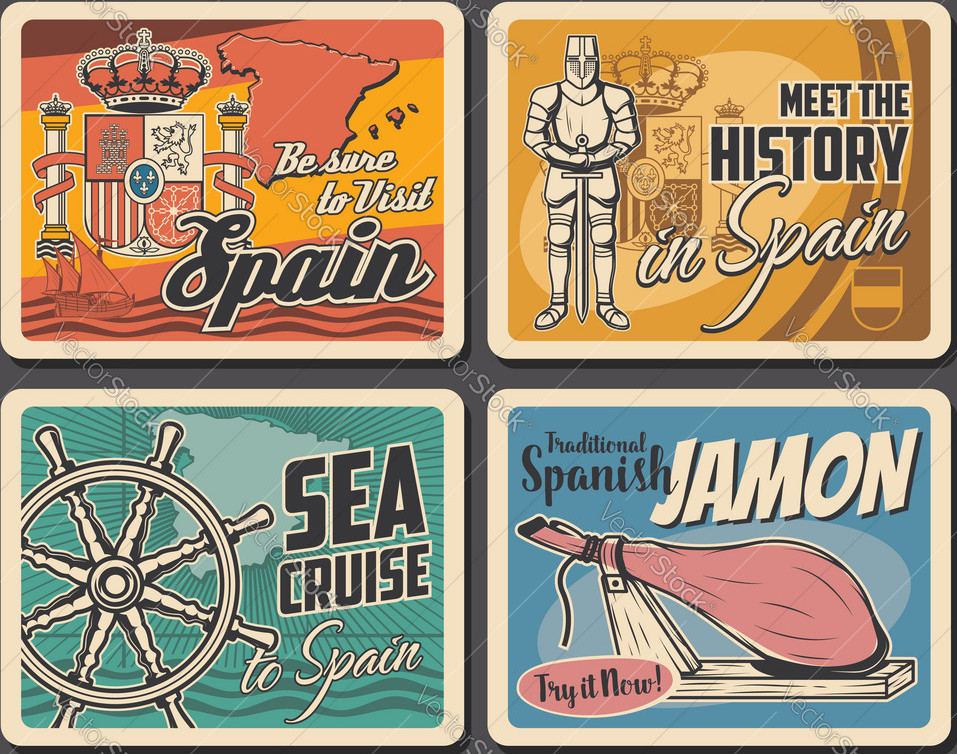 Be sure
to Visit
Spain
MEET THE
HISTORY
in Spain
SEA
CRUISE
to Spain
Traditional
Spanish JAMON
Try it Now!
VectorStock®